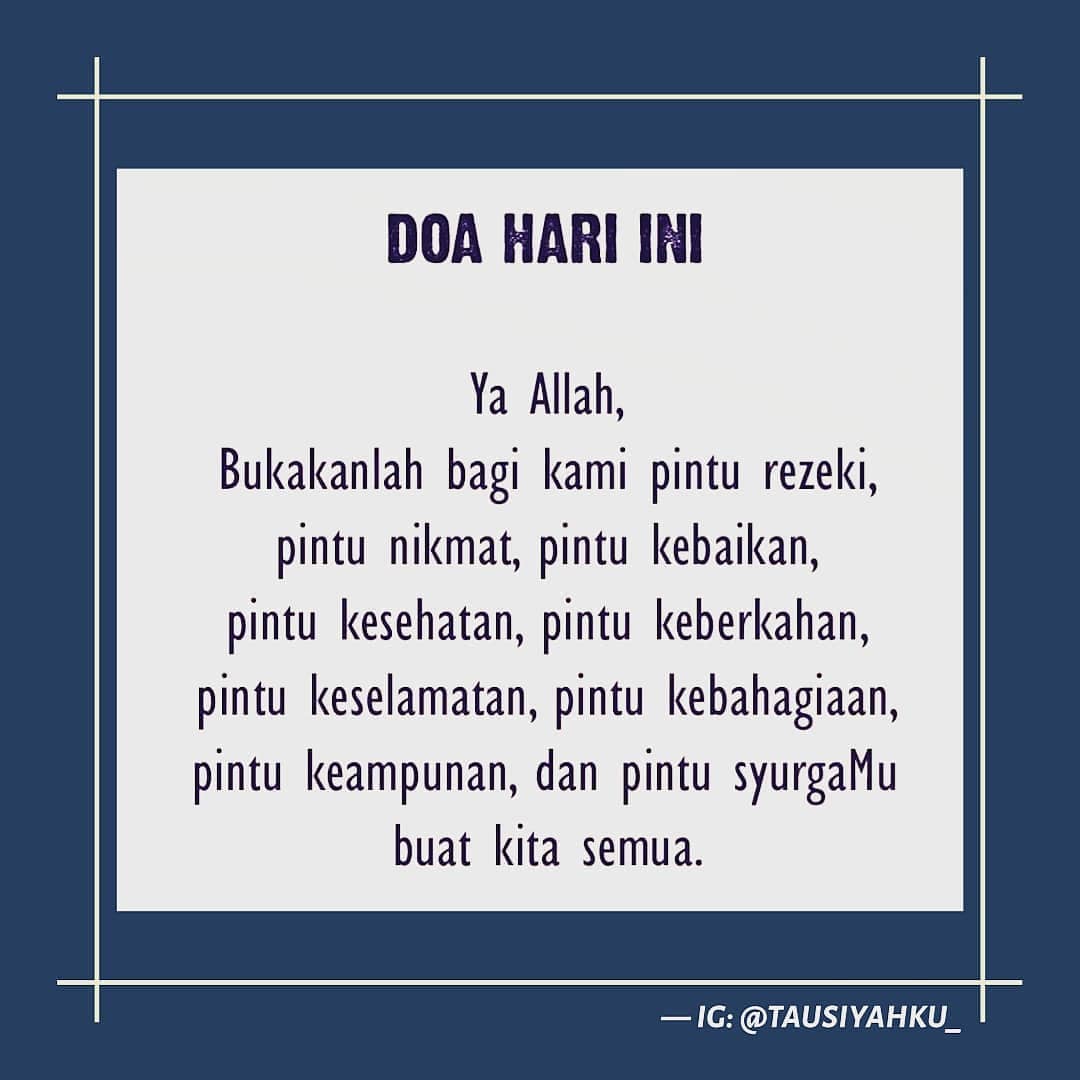 DOA HARI INI
Ya Allah,
Bukakanlah bagi kami pintu rezeki,
pintu nikmat, pintu kebaikan,
pintu kesehatan, pintu keberkahan,
pintu keselamatan, pintu kebahagiaan,
pintu keampunan, dan pintu syurgaMu
buat kita semua.
— IG: @TAUSIYAHKU_